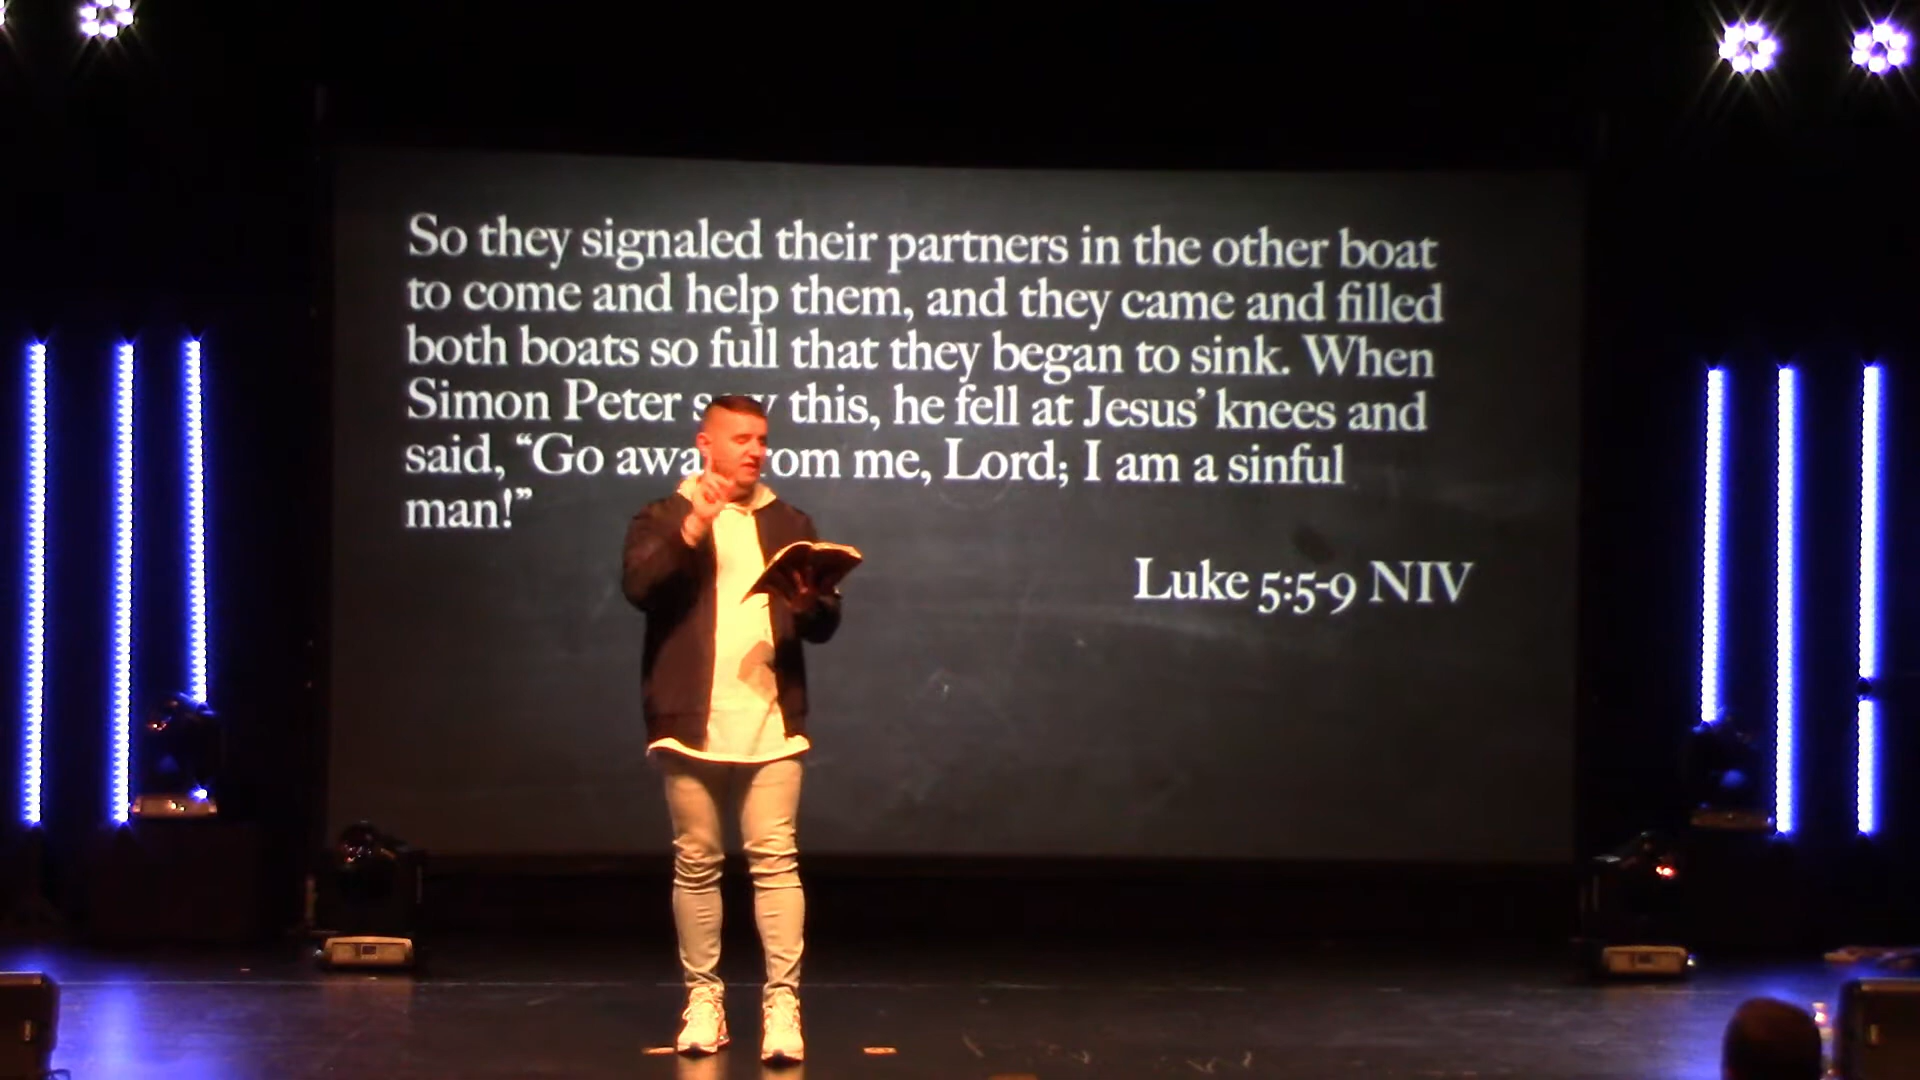 So they signaled their partners in the other boat
to come and help them, and they came and filled
both boats so full that they began to sink. When
Simon Peter this, he fell at Jesus’ knees and
said, “Go me, Lord; I am a sinful
man!”
Luke 5:5-9 NIV